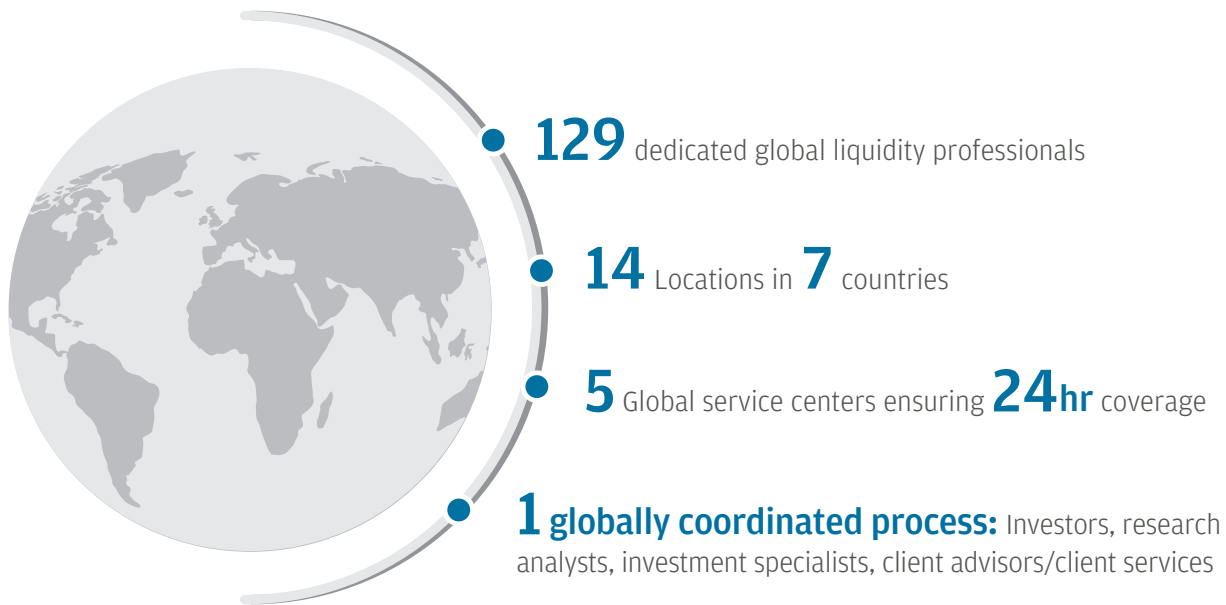 129 dedicated global liquidity professionals
14 Locations in 7 countries
5 Global service centers ensuring 24hr coverage
1 globally coordinated process: Investors, research
analysts, investment specialists, client advisors/client services